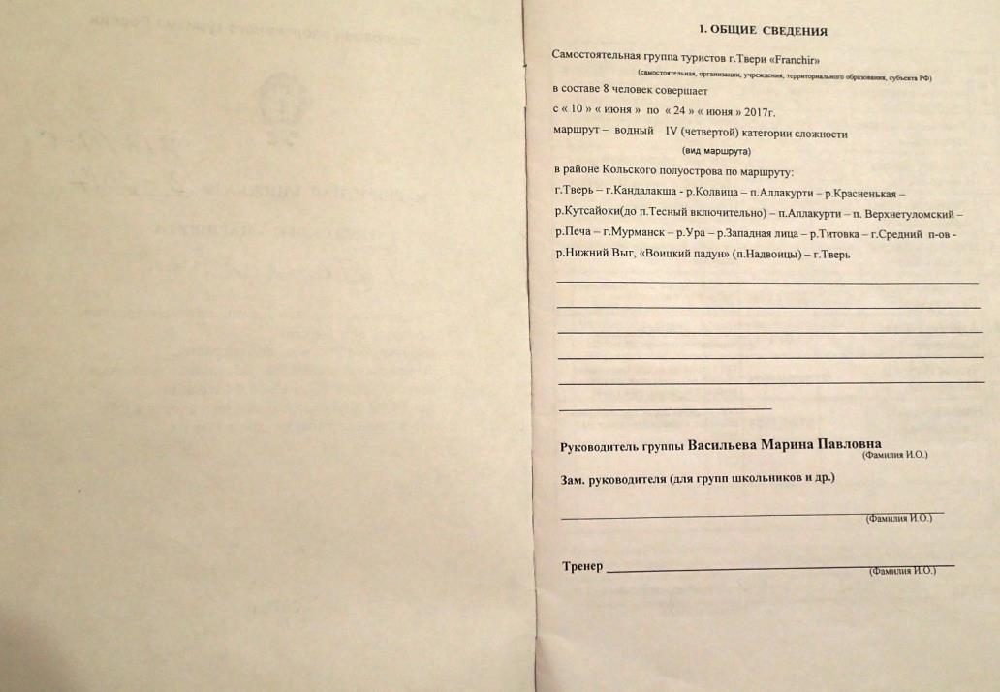 1. ОБЩИЕ СВЕДЕНИЯ
Самостоятельная группа туристов г.Твери «Franchir»
(самостоятельная, организации, учреждения, территориального образования, субъекта РФ)
в составе 8 человек совершает
с « 10 » « июня » по « 24 » « июня » 2017г.
маршрут – водный IV (четвертой) категории сложности
(вид маршрута)
в районе Кольского полуострова по маршруту:
г.Тверь – г.Кандалакша - р.Колвица – п.Аллакурти – р.Красненькая –
р.Кутсайоки(до п.Тесный включительно) – п.Аллакурти – п. Верхнетуломский –
р.Печа – г.Мурманск – р.Ура – р.Западная лица – р.Титовка – г.Средний п-ов -
р.Нижний Выг, «Воицкий падун» (п.Надвоицы) – г.Тверь
Руководитель группы Васильева Марина Павловна
(Фамилия И.О.)
Зам. руководителя (для групп школьников и др.)
(Фамилия И.О.)
Тренер
(Фамилия И.О.)